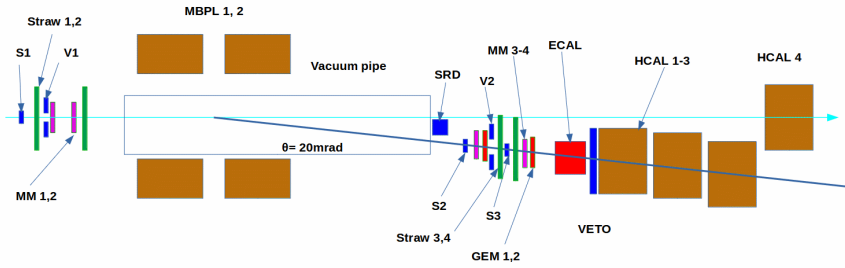 MBPL 1, 2
Straw 1,2
S1
V1
Vacuum pipe
MM 3-4
ECAL
HCAL 1-3
HCAL 4
SRD
V2
θ= 20mrad
MM 1,2
S2
S3
Straw 3,4
GEM 1,2
VETO